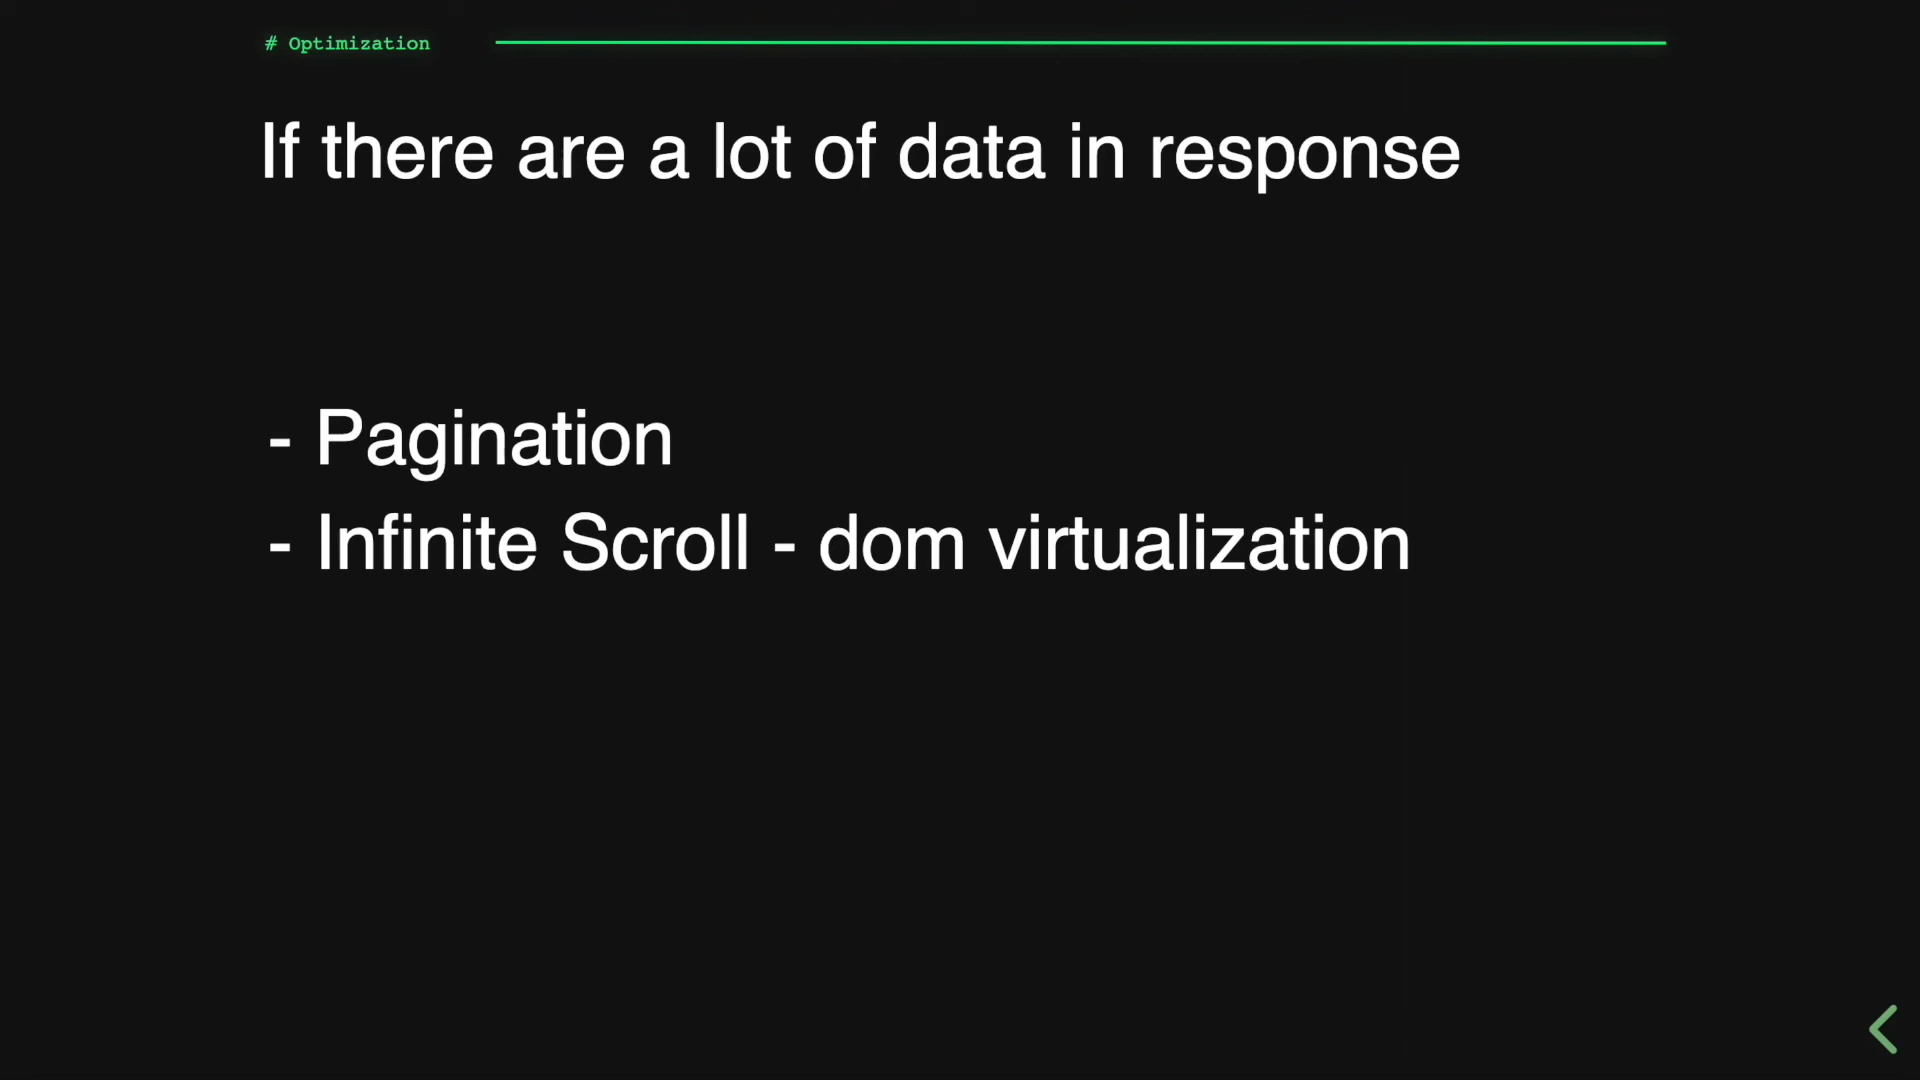 # Optimization
If there are a lot of data in response
- Pagination
- Infinite Scroll - dom virtualization